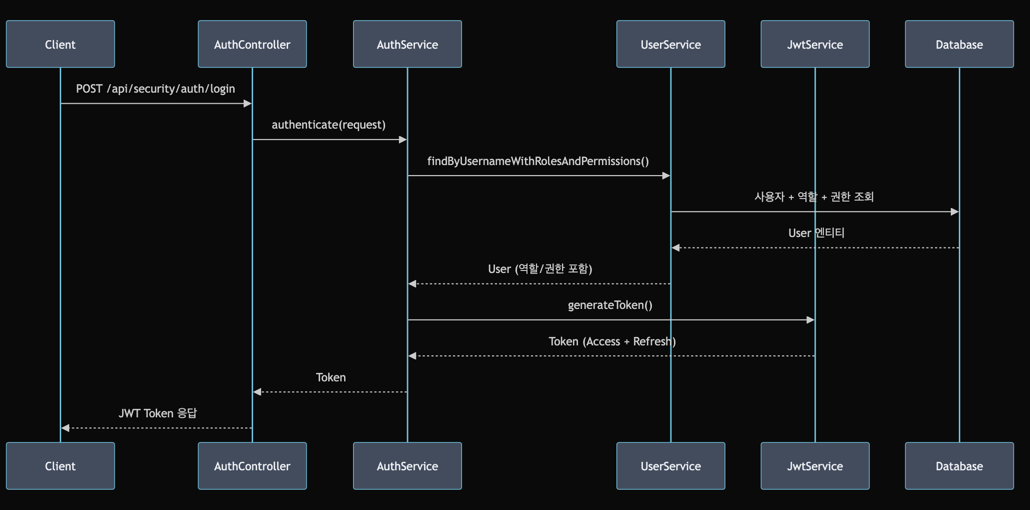 Client
AuthController
AuthService
UserService
JwtService
Database
POST /api/security/auth/login
authenticate(request)
findByUsernameWithRolesAndPermissions()
사용자 + 역할 + 권한 조회
User 엔티티
User (역할/권한 포함)
generateToken()
Token (Access + Refresh)
Token
JWT Token 응답
Client
AuthController
AuthService
UserService
JwtService
Database